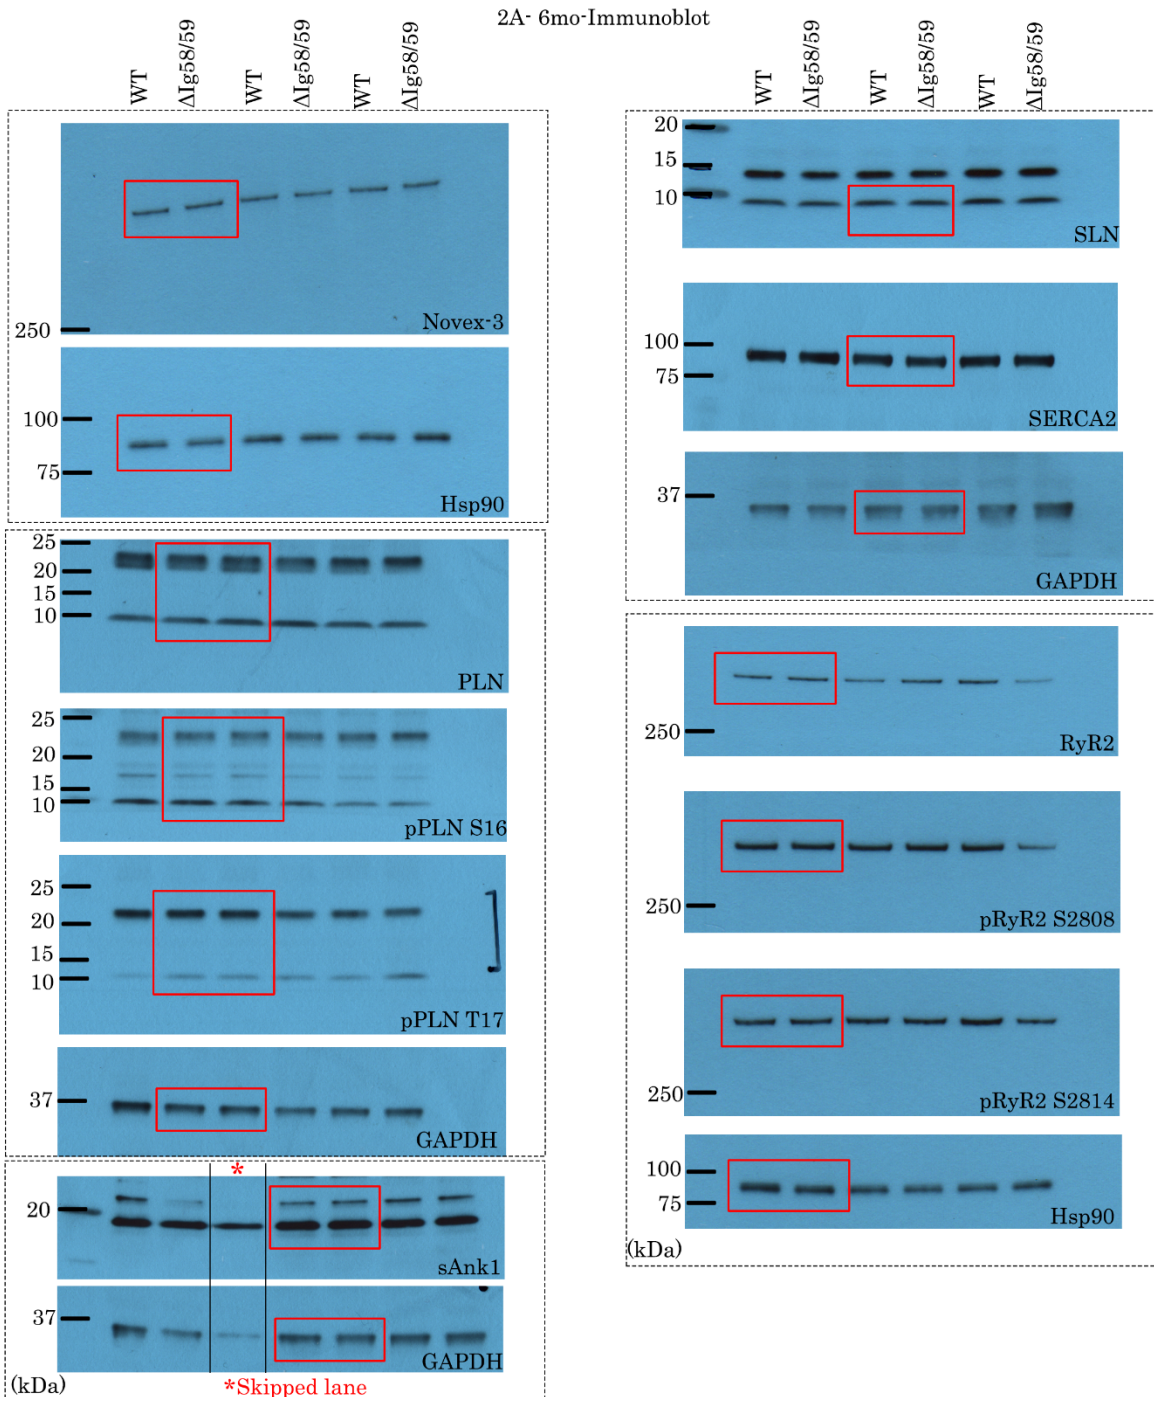 2A- 6mo-Immunoblot
WT
ΔIg58/59
WT
ΔIg58/59
WT
ΔIg58/59
250
Novex-3
100
75
Hsp90
25
20
15
10
PLN
25
20
15
10
pPLN S16
25
20
15
10
pPLN T17
37
GAPDH
*
20
sAnk1
37
GAPDH
(kDa)
*Skipped lane
WT
ΔIg58/59
WT
ΔIg58/59
WT
ΔIg58/59
20
15
10
SLN
100
75
SERCA2
37
GAPDH
250
RyR2
250
pRyR2 S2808
250
pRyR2 S2814
100
75
Hsp90
(kDa)